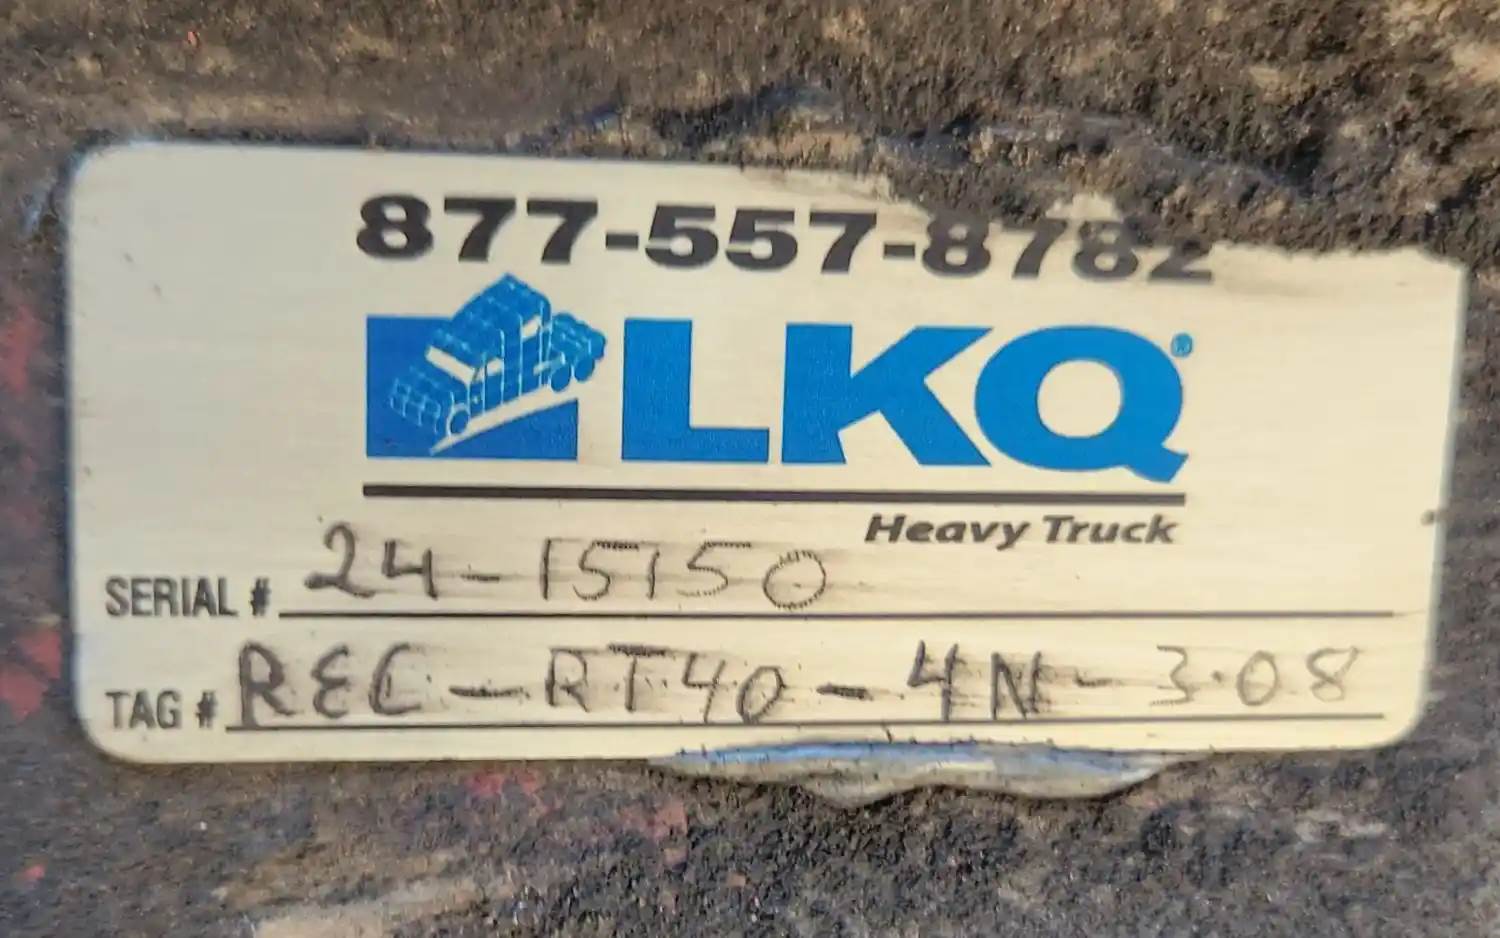 877-557-8782
LKQ®
Heavy Truck
SERIAL # 24-15150
TAG # REC-RT40-4N-3.08